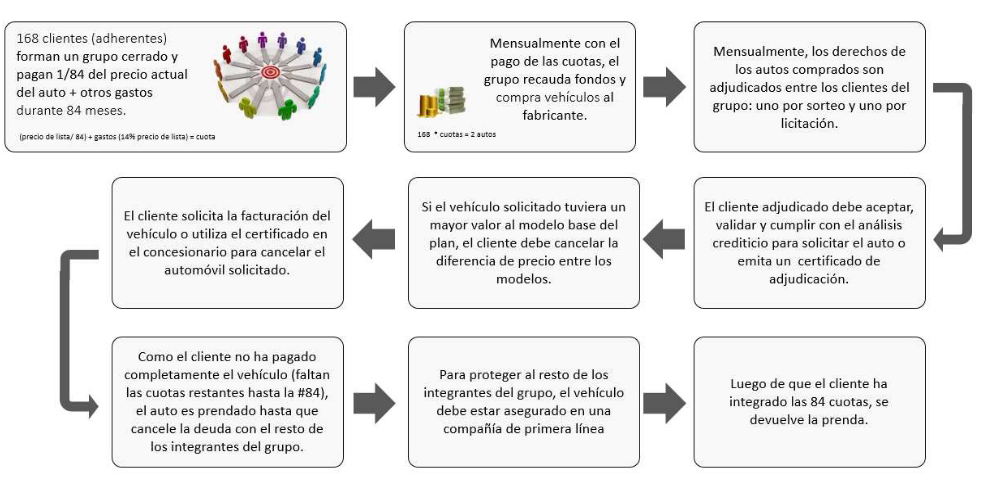 168 clientes (adherentes)
forman un grupo cerrado y
pagan 1/84 del precio actual
del auto + otros gastos
durante 84 meses.
(precio de lista/ 84) + gastos (14% precio de lista) = cuota
Mensualmente con el
pago de las cuotas, el
grupo recauda fondos y
compra vehículos al
fabricante.
168 * cuotas = 2 autos
Mensualmente, los derechos de
los autos comprados son
adjudicados entre los clientes del
grupo: uno por sorteo y uno por
licitación.
El cliente adjudicado debe aceptar,
validar y cumplir con el análisis
crediticio para solicitar el auto o
emita un certificado de
adjudicación.
Si el vehículo solicitado tuviera un
mayor valor al modelo base del
plan, el cliente debe cancelar la
diferencia de precio entre los
modelos.
El cliente solicita la facturación del
vehículo o utiliza el certificado en
el concesionario para cancelar el
automóvil solicitado.
Como el cliente no ha pagado
completamente el vehículo (faltan
las cuotas restantes hasta la #84),
el auto es prendado hasta que
cancele la deuda con el resto de
los integrantes del grupo.
Para proteger al resto de los
integrantes del grupo, el vehículo
debe estar asegurado en una
compañía de primera línea
Luego de que el cliente ha
integrado las 84 cuotas, se
devuelve la prenda.